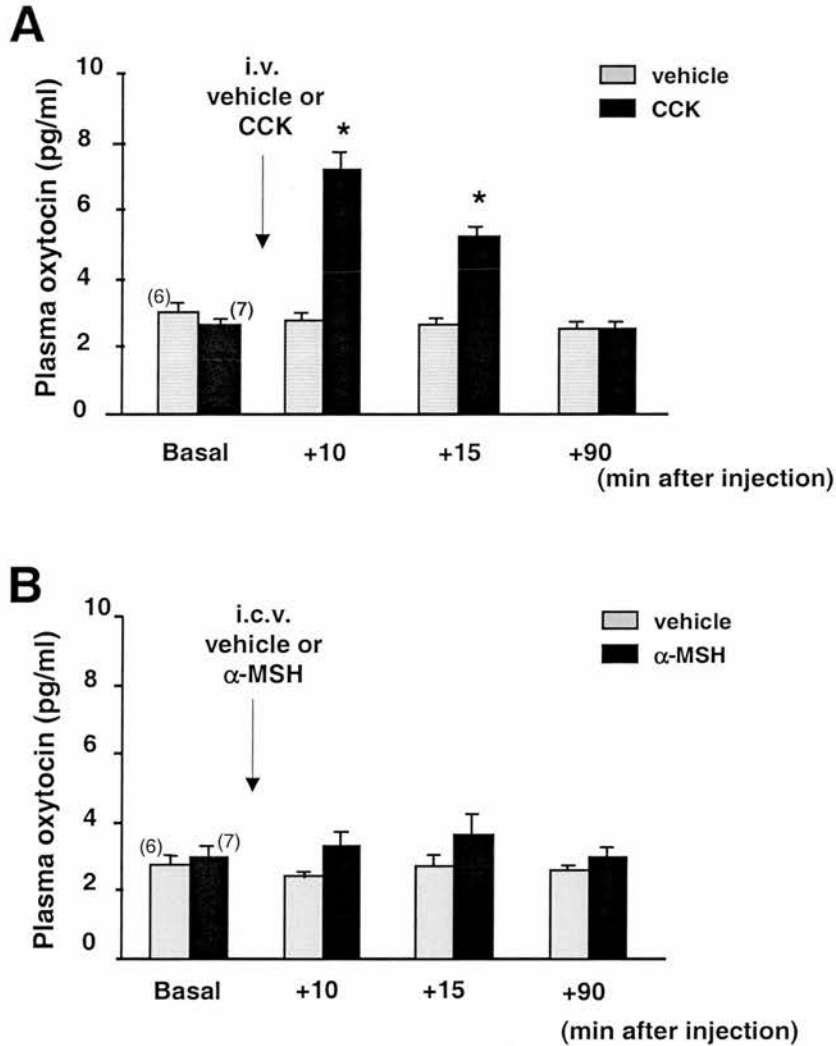 A
i.v.
vehicle or
CCK
vehicle
CCK
Plasma oxytocin (pg/ml)
10
8
6
4
2
0
*
*
(6)
(7)
Basal
+10
+15
+90
(min after injection)
B
i.c.v.
vehicle or
α-MSH
vehicle
α-MSH
Plasma oxytocin (pg/ml)
10
8
6
4
2
0
(6)
(7)
Basal
+10
+15
+90
(min after injection)